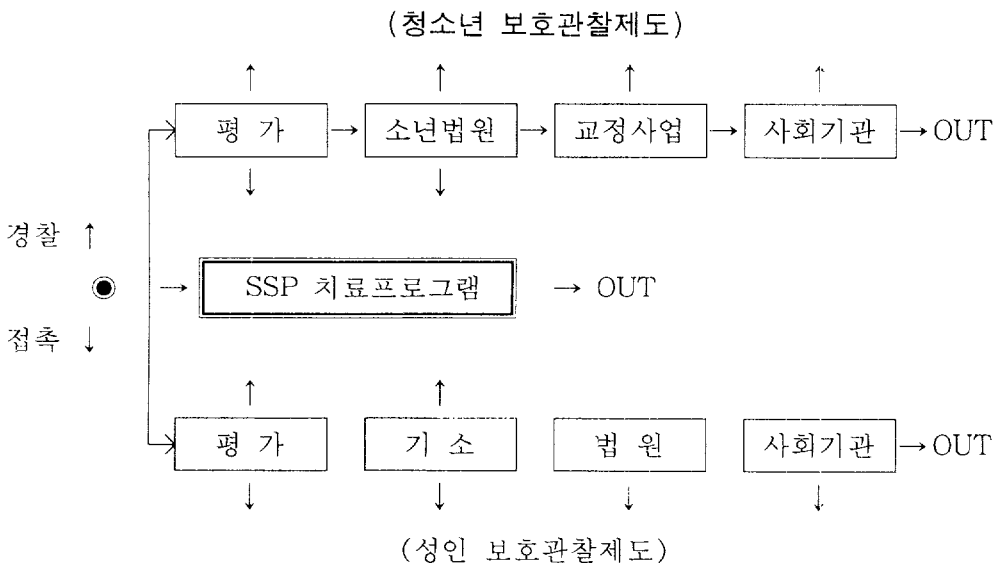 (청소년 보호관찰제도)
↑ ↑ ↑ ↑
평 가 → 소년법원 → 교정사업 → 사회기관 → OUT
↓ ↓
경찰 ↑
→ SSP 치료프로그램 → OUT
접촉 ↓
↑ ↑
평 가 기 소 법 원 사회기관 → OUT
↓ ↓ ↓ ↓
(성인 보호관찰제도)